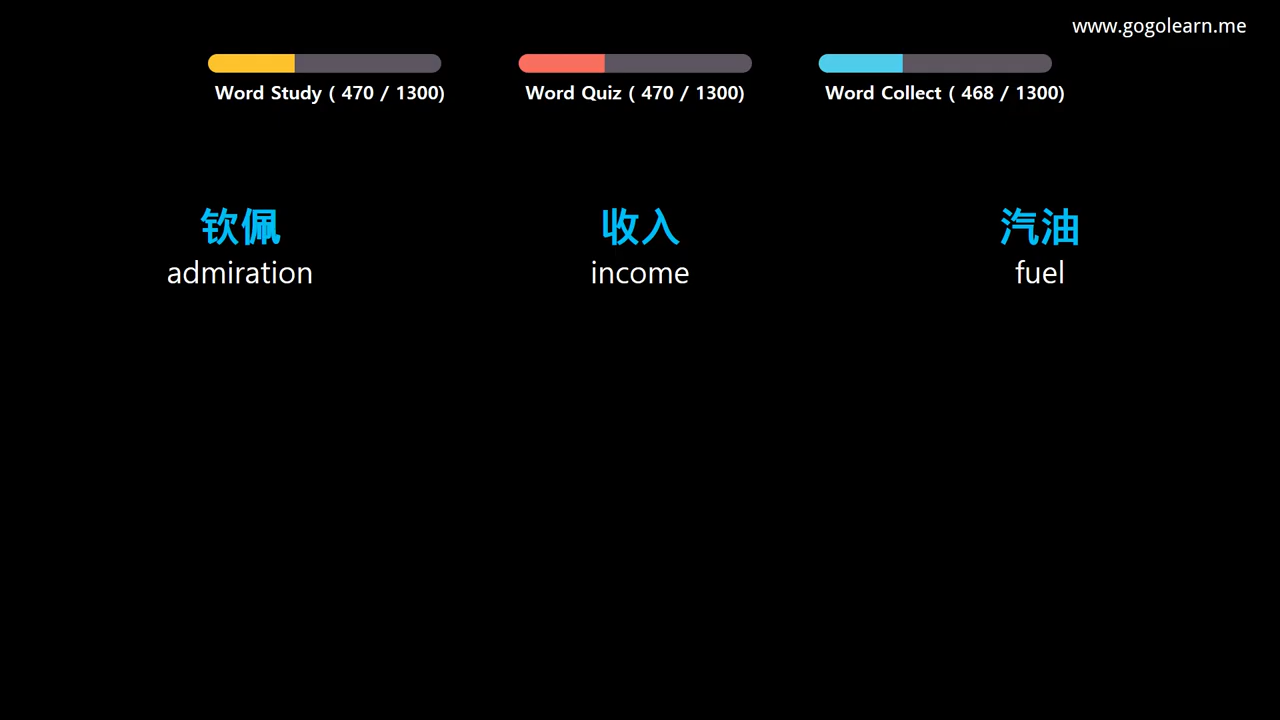 www.gogolearn.me
Word Study ( 470 / 1300)
Word Quiz ( 470 / 1300)
Word Collect ( 468 / 1300)
钦佩
admiration
收入
income
汽油
fuel